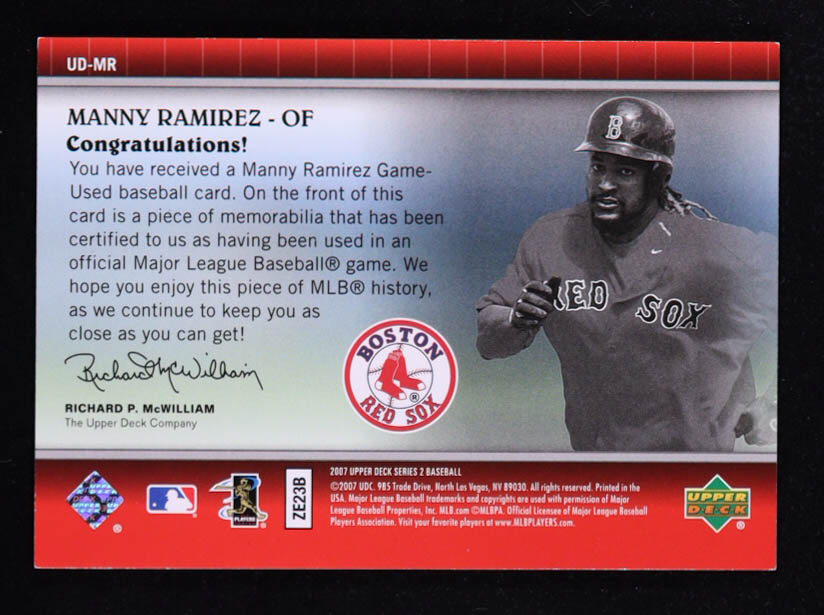 UD-MR
MANNY RAMIREZ - OF
Congratulations!
You have received a Manny Ramirez Game-
Used baseball card. On the front of this
card is a piece of memorabilia that has been
certified to us as having been used in an
official Major League Baseball® game. We
hope you enjoy this piece of MLB® history,
as we continue to keep you as
close as you can get!
Richard McWilliam
RICHARD P. McWILLIAM
The Upper Deck Company
BOSTON
RED SOX
®
B
RED SOX
®
PLAYERS
ZE23B
2007 UPPER DECK SERIES 2 BASEBALL
©2007 UDC. 985 Trade Drive, North Las Vegas, NV 89030. All rights reserved. Printed in the
USA. Major League Baseball trademarks and copyrights are used with permission of Major
League Baseball Properties, Inc. MLB.com ©MLBPA. Official Licensee of Major League Baseball
Players Association. Visit your favorite players at www.MLBPLAYERS.com.
UPPER
DECK
®